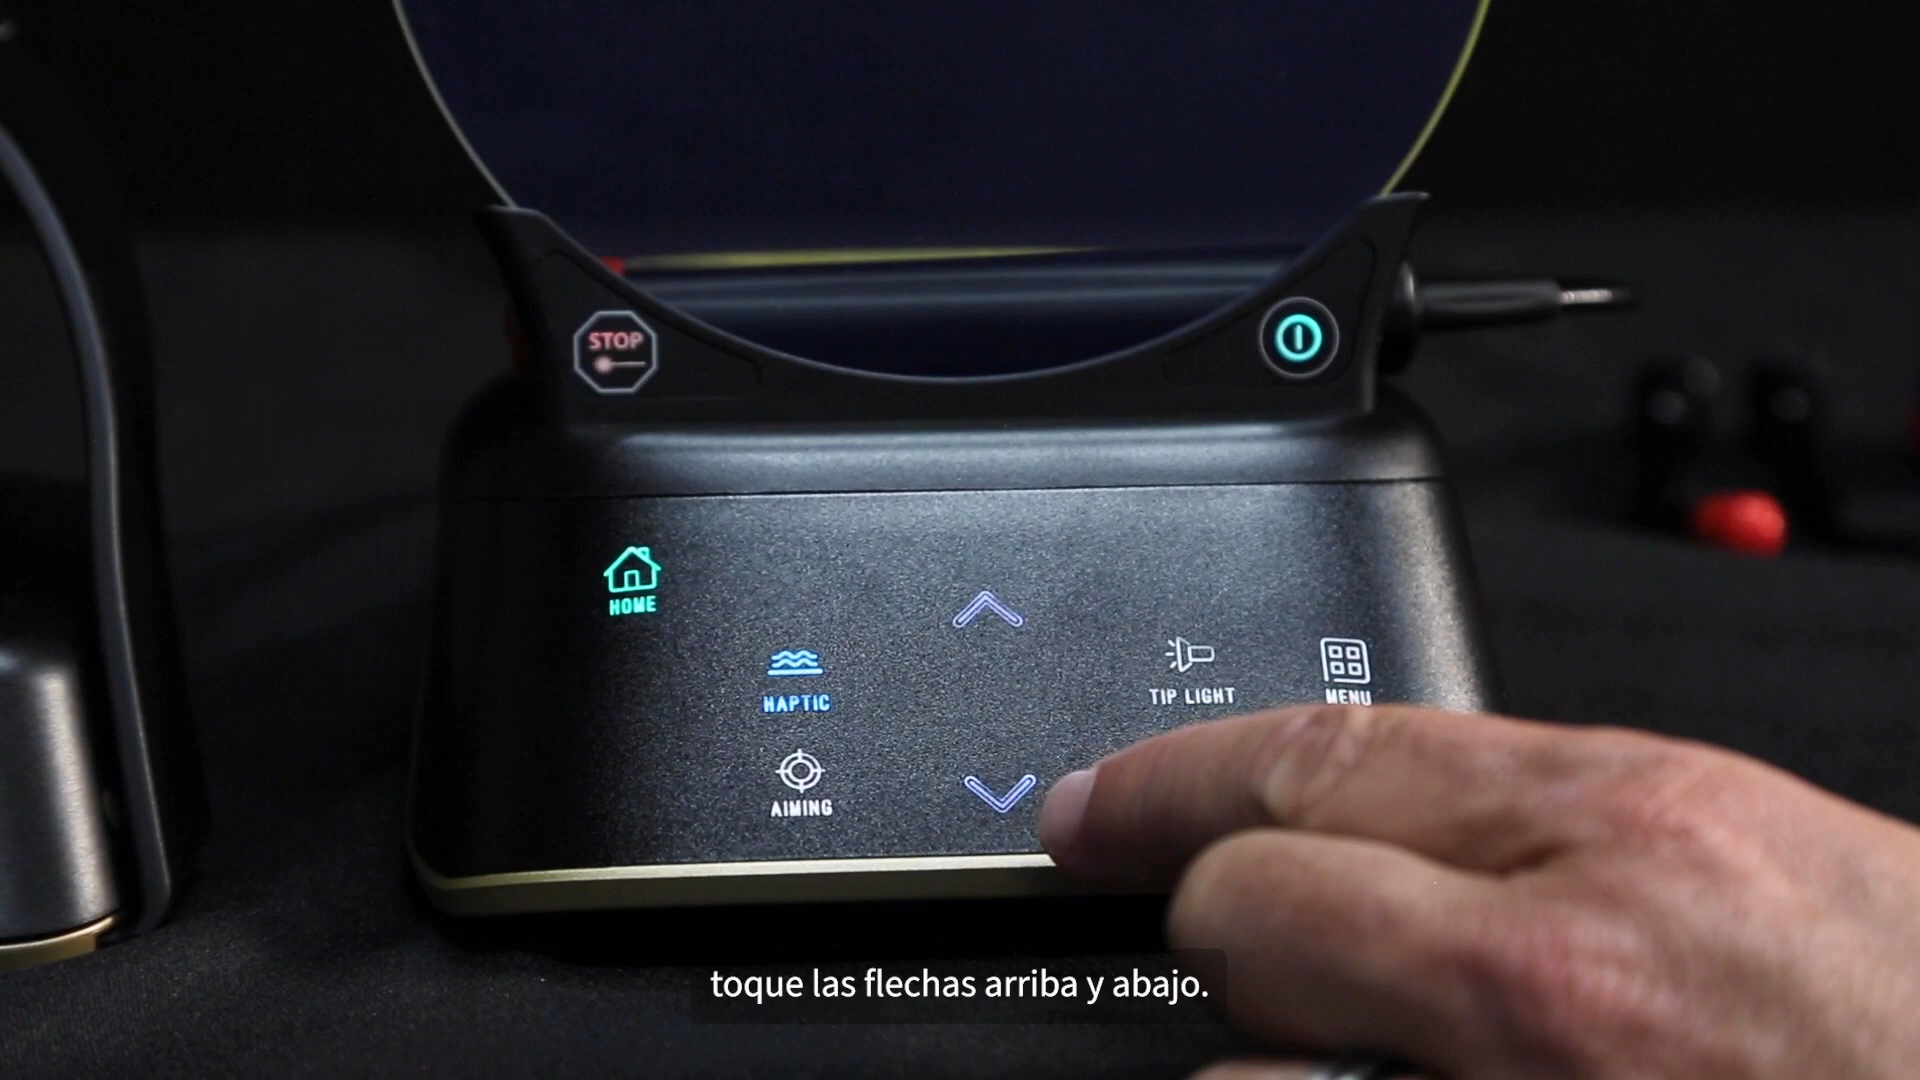 STOP
HOME
HAPTIC
TIP LIGHT
MENU
AIMING
toque las flechas arriba y abajo.